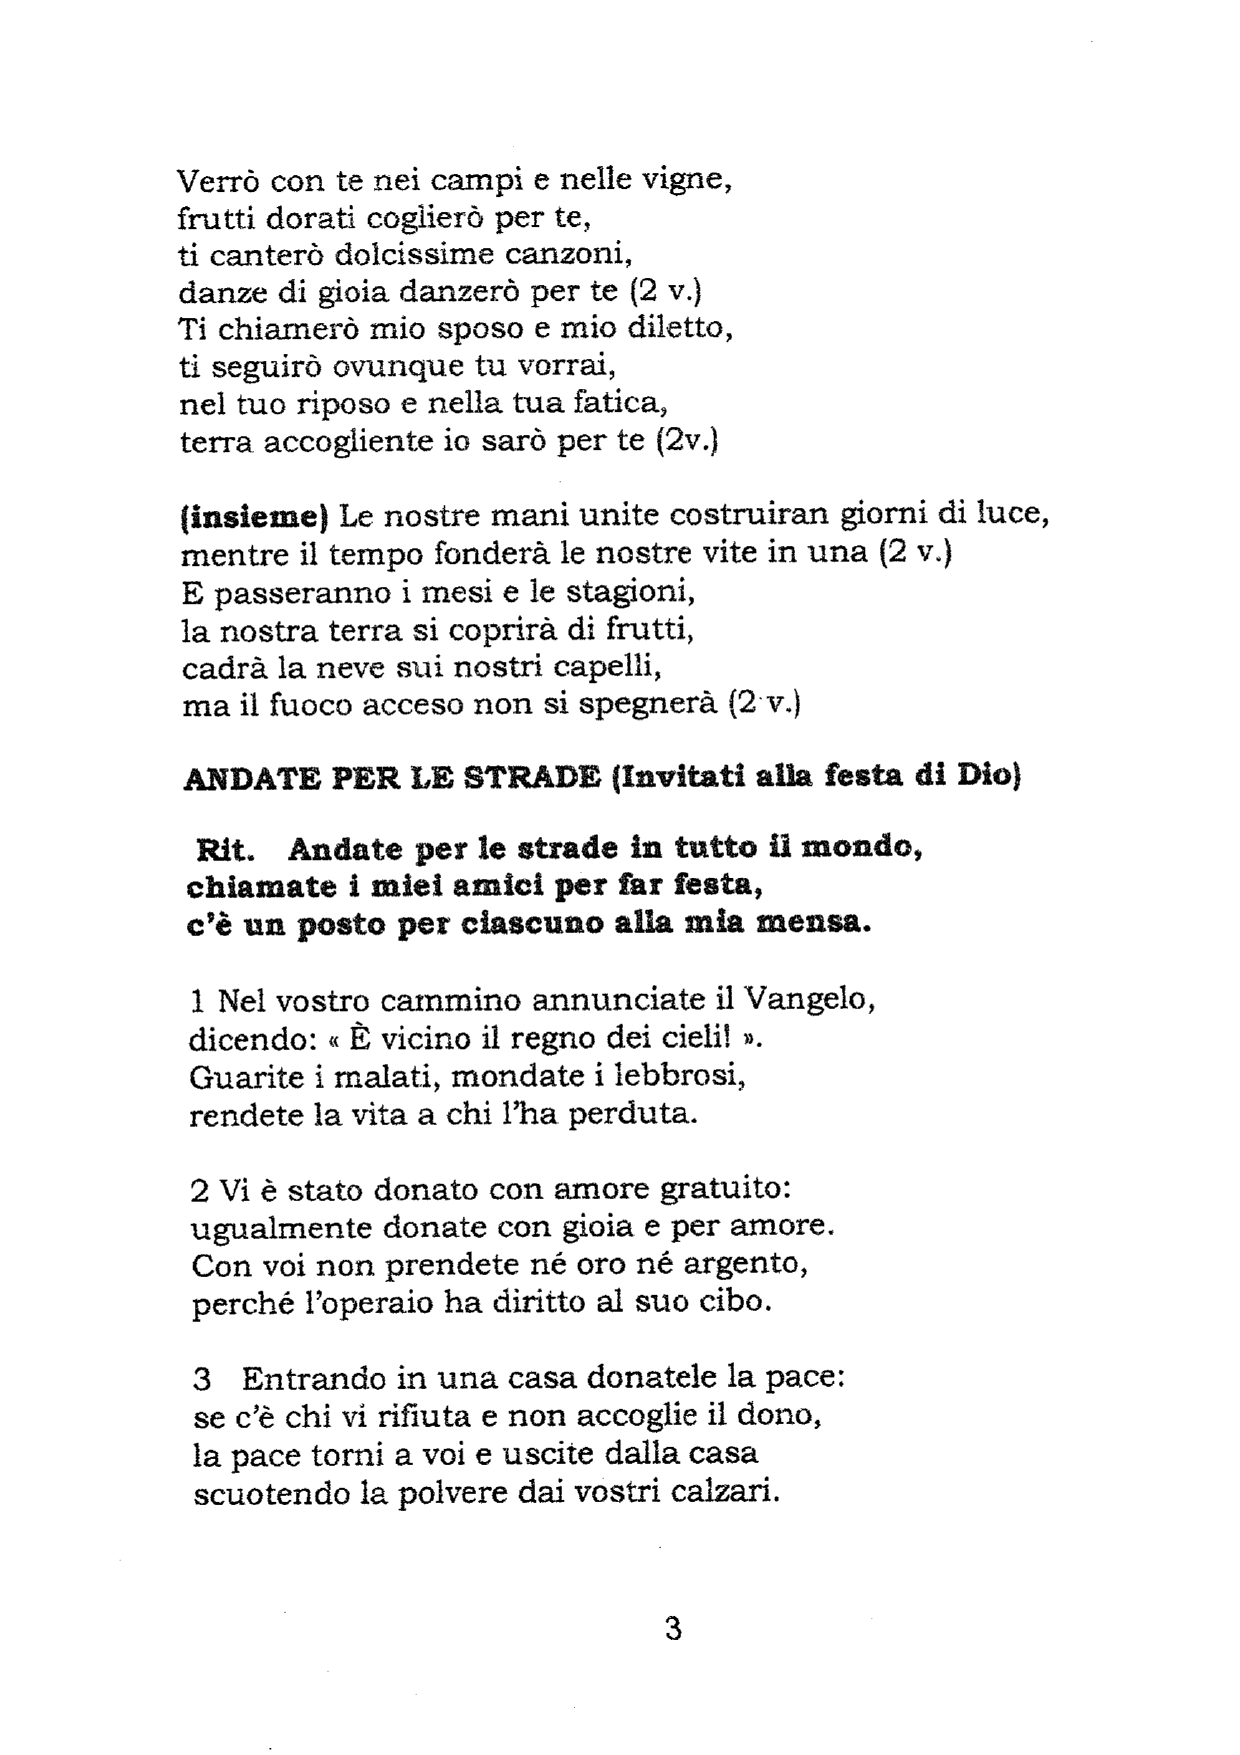 Verrò con te nei campi e nelle vigne,
frutti dorati coglierò per te,
ti canterò dolcissime canzoni,
danze di gioia danzerò per te (2 v.)
Ti chiamerò mio sposo e mio diletto,
ti seguirò ovunque tu vorrai,
nel tuo riposo e nella tua fatica,
terra accogliente io sarò per te (2v.)
(insieme) Le nostre mani unite costruiran giorni di luce,
mentre il tempo fonderà le nostre vite in una (2 v.)
E passeranno i mesi e le stagioni,
la nostra terra si coprirà di frutti,
cadrà la neve sui nostri capelli,
ma il fuoco acceso non si spegnerà (2 v.)
ANDATE PER LE STRADE (Invitati alla festa di Dio)
Rit. Andate per le strade in tutto il mondo,
chiamate i miei amici per far festa,
c'è un posto per ciascuno alla mia mensa.
1 Nel vostro cammino annunciate il Vangelo,
dicendo: « È vicino il regno dei cieli! ».
Guarite i malati, mondate i lebbrosi,
rendete la vita a chi l'ha perduta.
2 Vi è stato donato con amore gratuito:
ugualmente donate con gioia e per amore.
Con voi non prendete né oro né argento,
perché l'operaio ha diritto al suo cibo.
3 Entrando in una casa donatele la pace:
se c'è chi vi rifiuta e non accoglie il dono,
la pace torni a voi e uscite dalla casa
scuotendo la polvere dai vostri calzari.
3